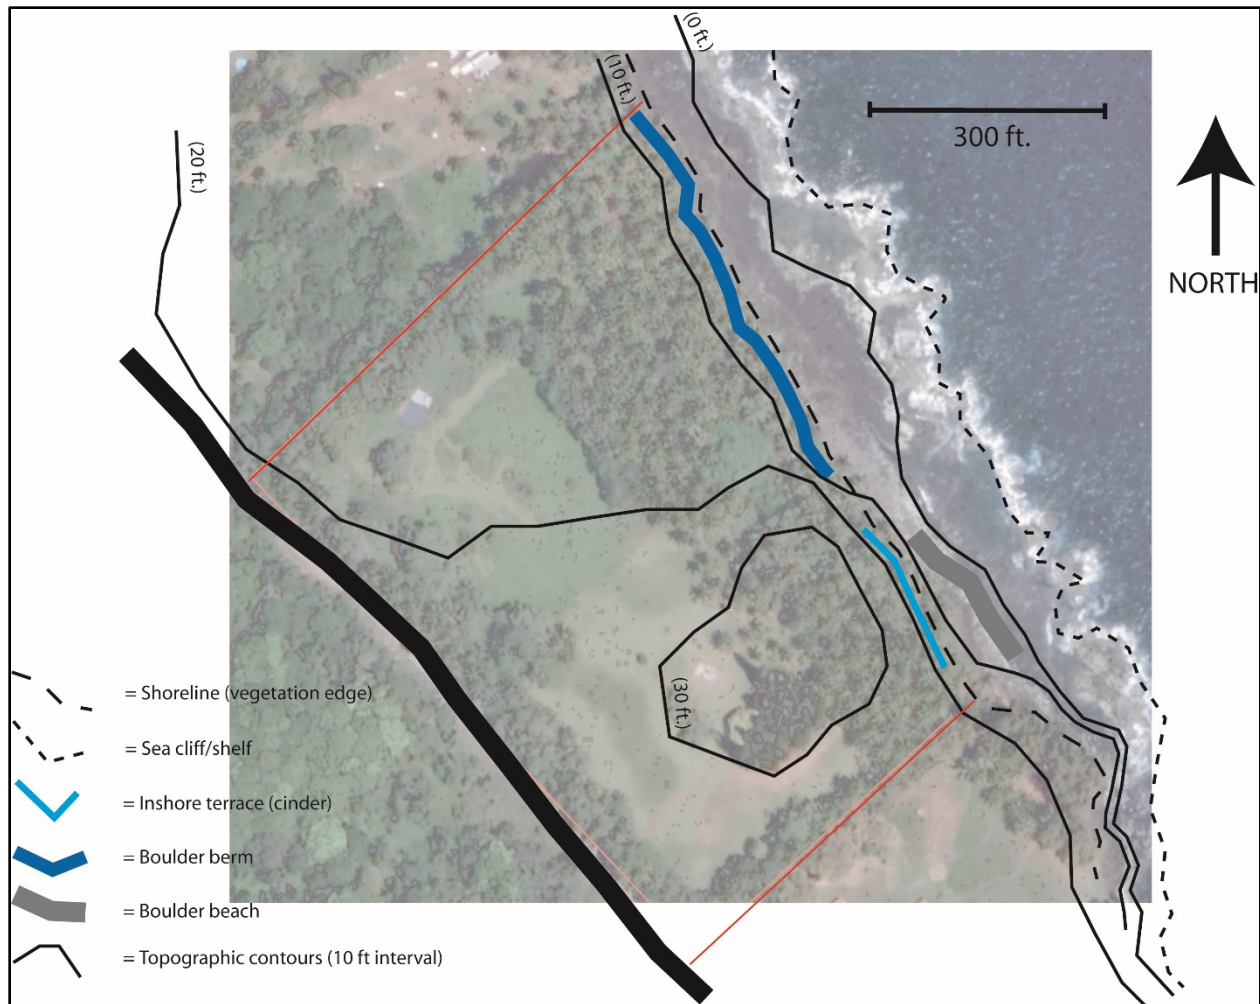 (0 ft.)
(10 ft.)
(20 ft.)
300 ft.
NORTH
(30 ft.)
= Shoreline (vegetation edge)
= Sea cliff/shelf
= Inshore terrace (cinder)
= Boulder berm
= Boulder beach
= Topographic contours (10 ft interval)